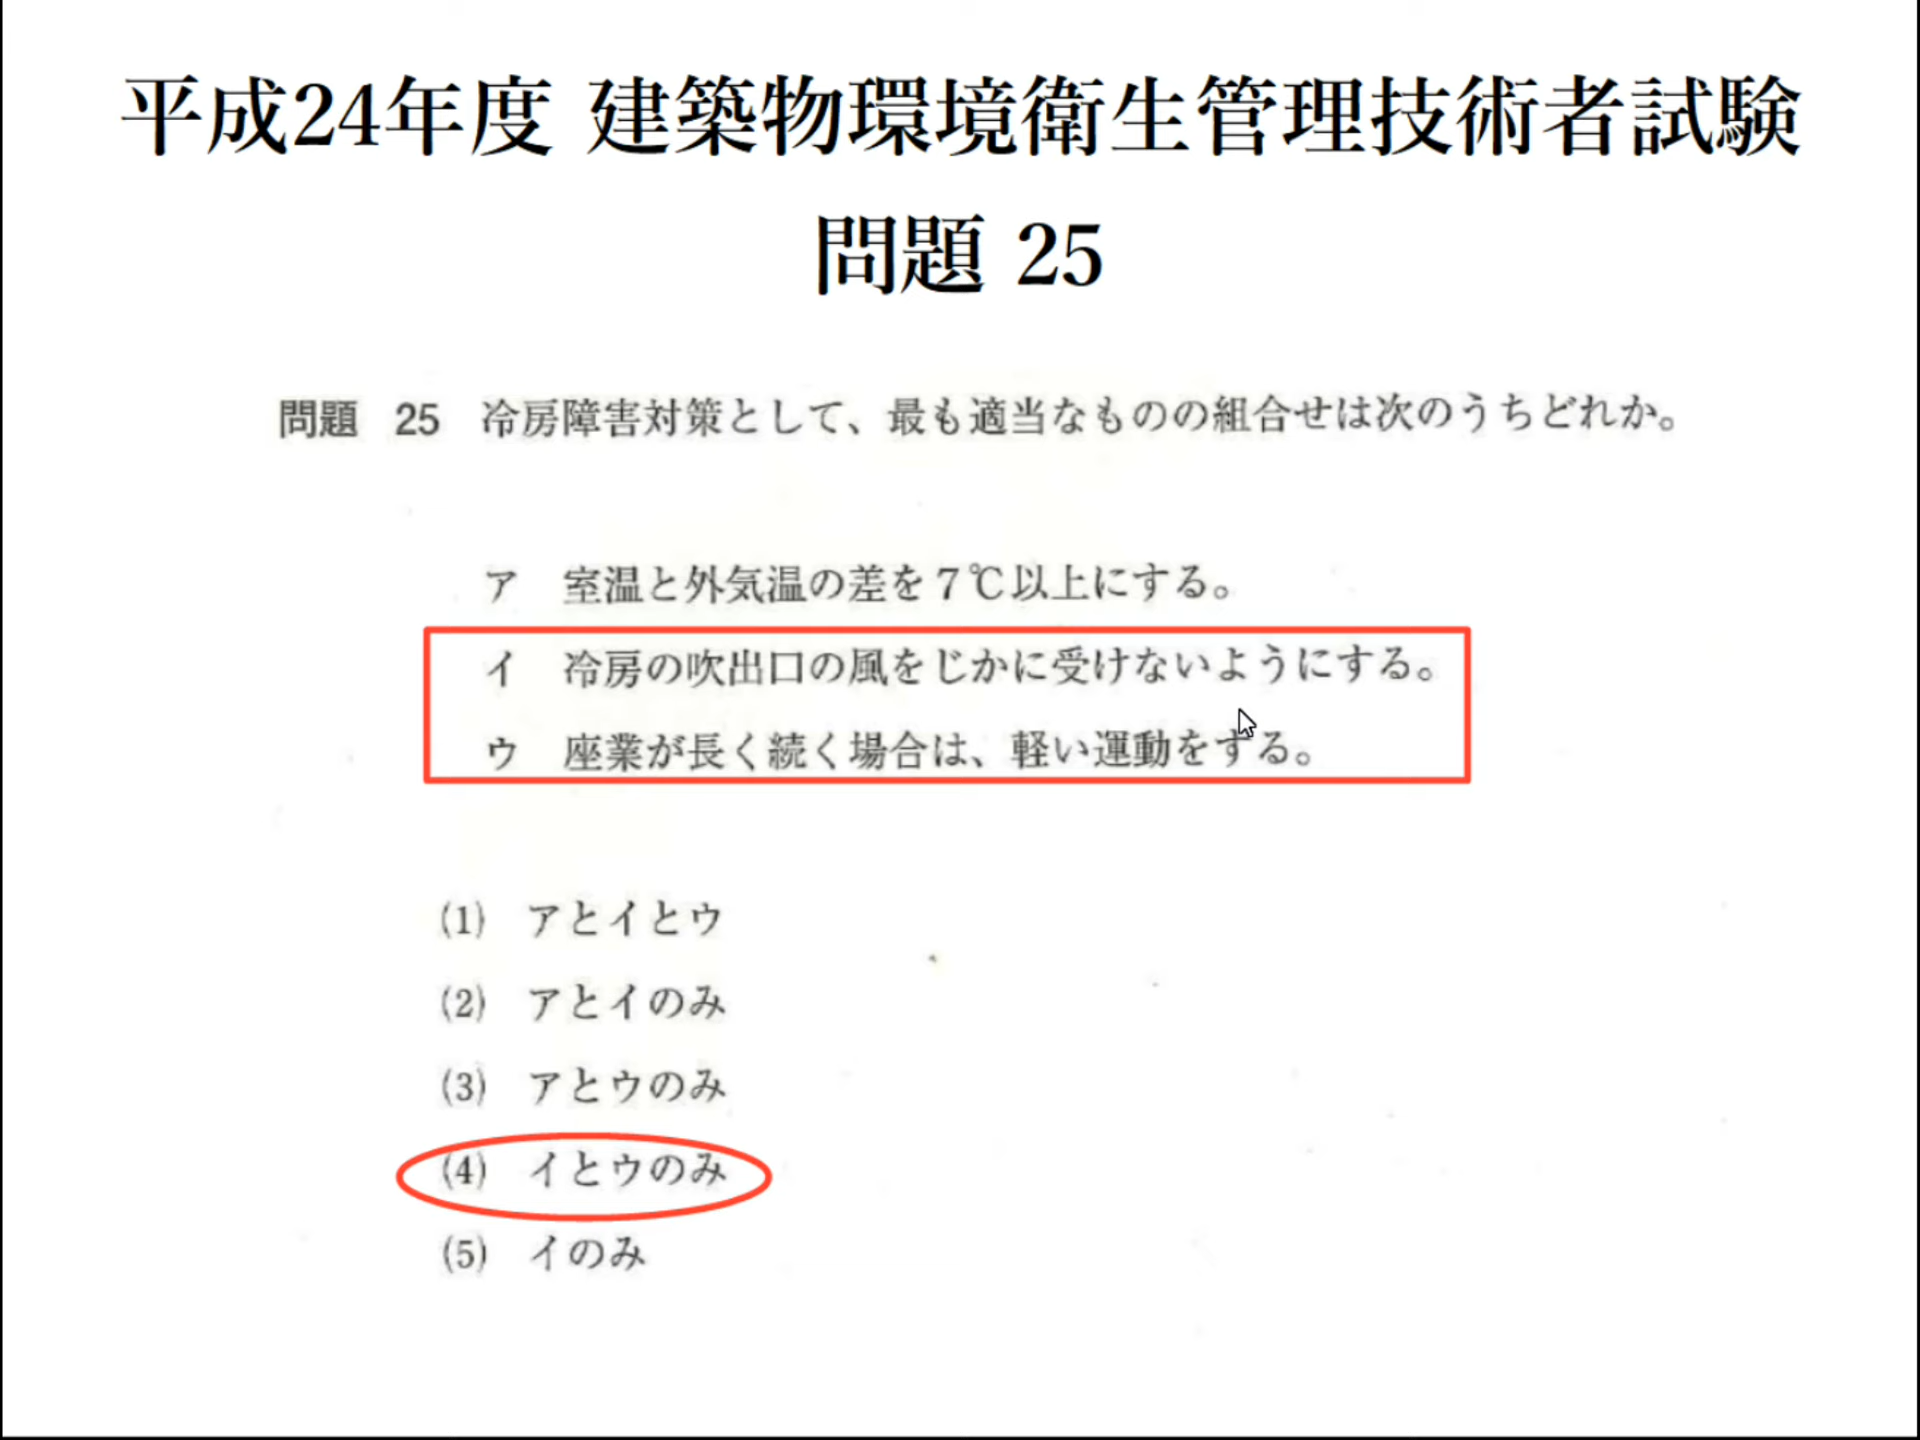 平成24年度 建築物環境衛生管理技術者試験
問題 25
問題 25 冷房障害対策として、最も適当なものの組合せは次のうちどれか。
ア 室温と外気温の差を7℃以上にする。
イ 冷房の吹出口の風をじかに受けないようにする。
ウ 座業が長く続く場合は、軽い運動をする。
(1) アとイとウ
(2) アとイのみ
(3) アとウのみ
(4) イとウのみ
(5) イのみ